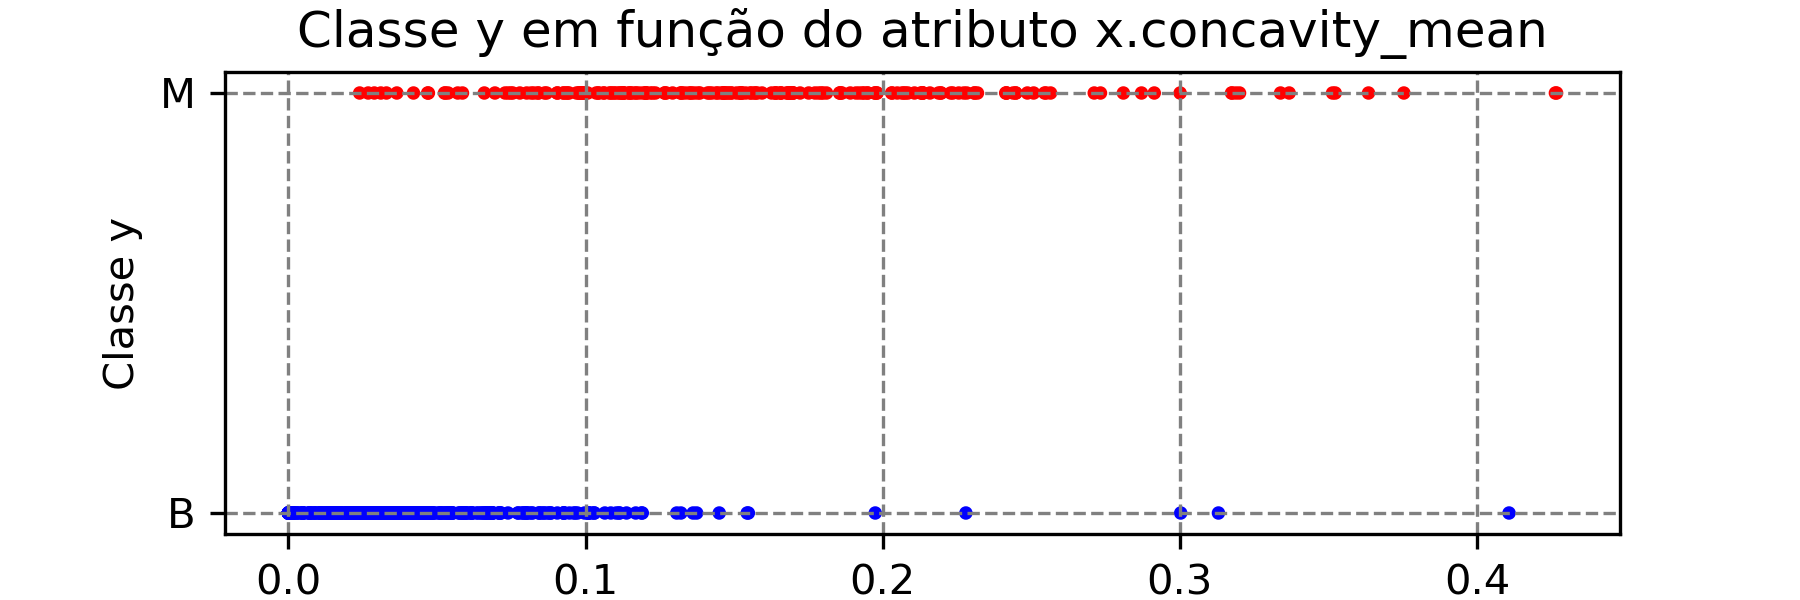 Classe y em função do atributo x.concavity_mean
M
Classe y
B
0.0 0.1 0.2 0.3 0.4